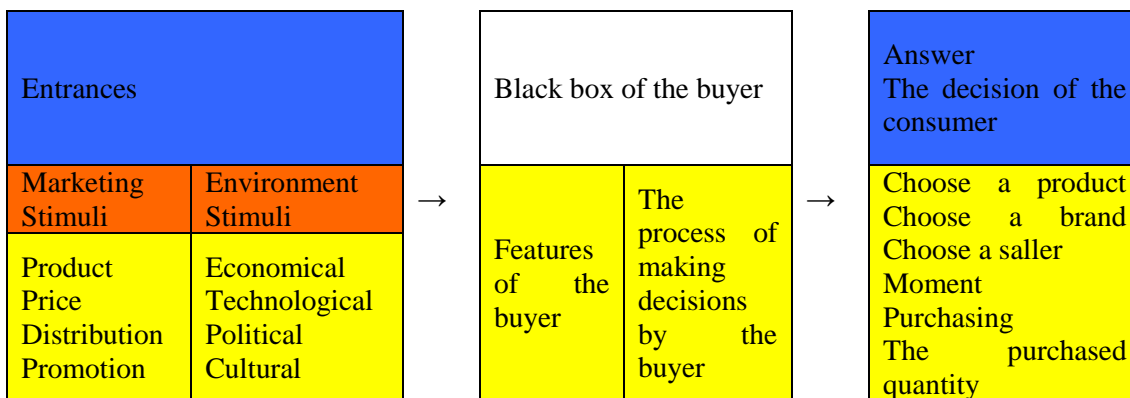 Entrances
Marketing
Stimuli
Environment
Stimuli
Product
Price
Distribution
Promotion
Economical
Technological
Political
Cultural
→
Black box of the buyer
Features
of the
buyer
The
process of
making
decisions
by the
buyer
→
Answer
The decision of the
consumer
Choose a product
Choose a brand
Choose a saller
Moment
Purchasing
The purchased
quantity